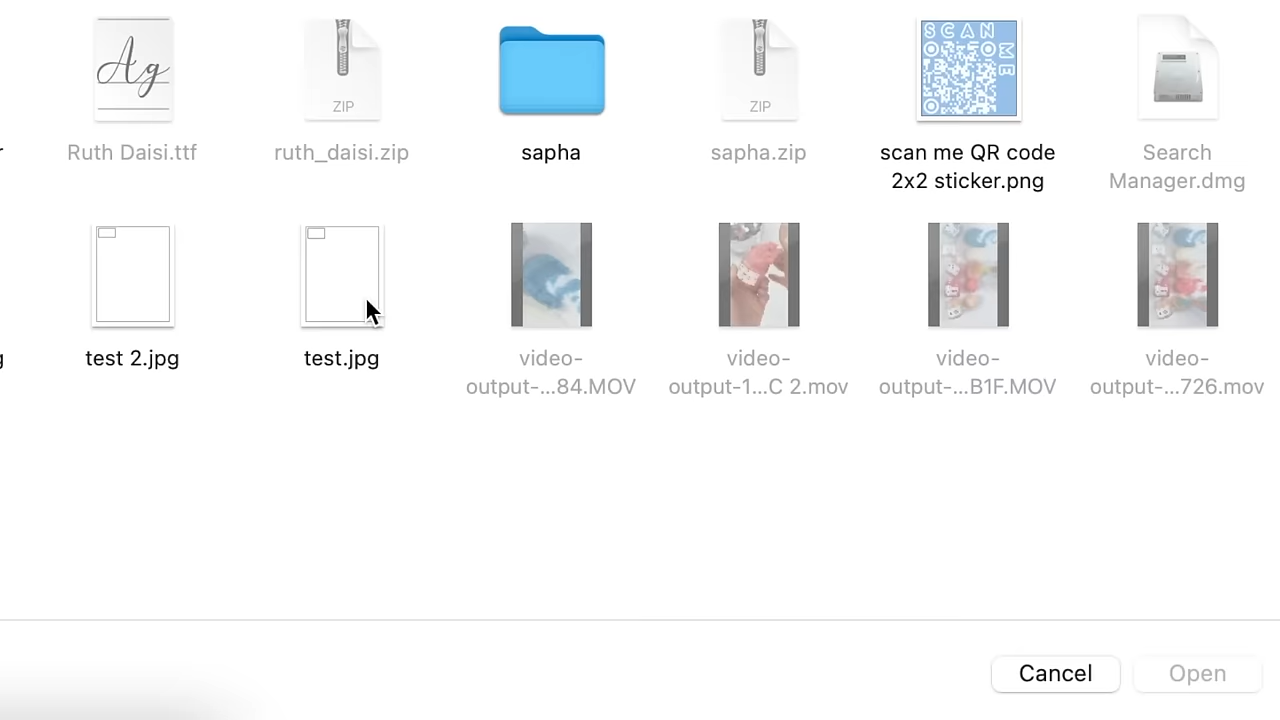 Ag
ZIP
ZIP
SCAN
ME
Ruth Daisi.ttf
ruth_daisi.zip
sapha
sapha.zip
scan me QR code
2x2 sticker.png
Search
Manager.dmg
test 2.jpg
test.jpg
video-
output-...84.MOV
video-
output-1...C 2.mov
video-
output-...B1F.MOV
video-
output-...726.mov
Cancel
Open